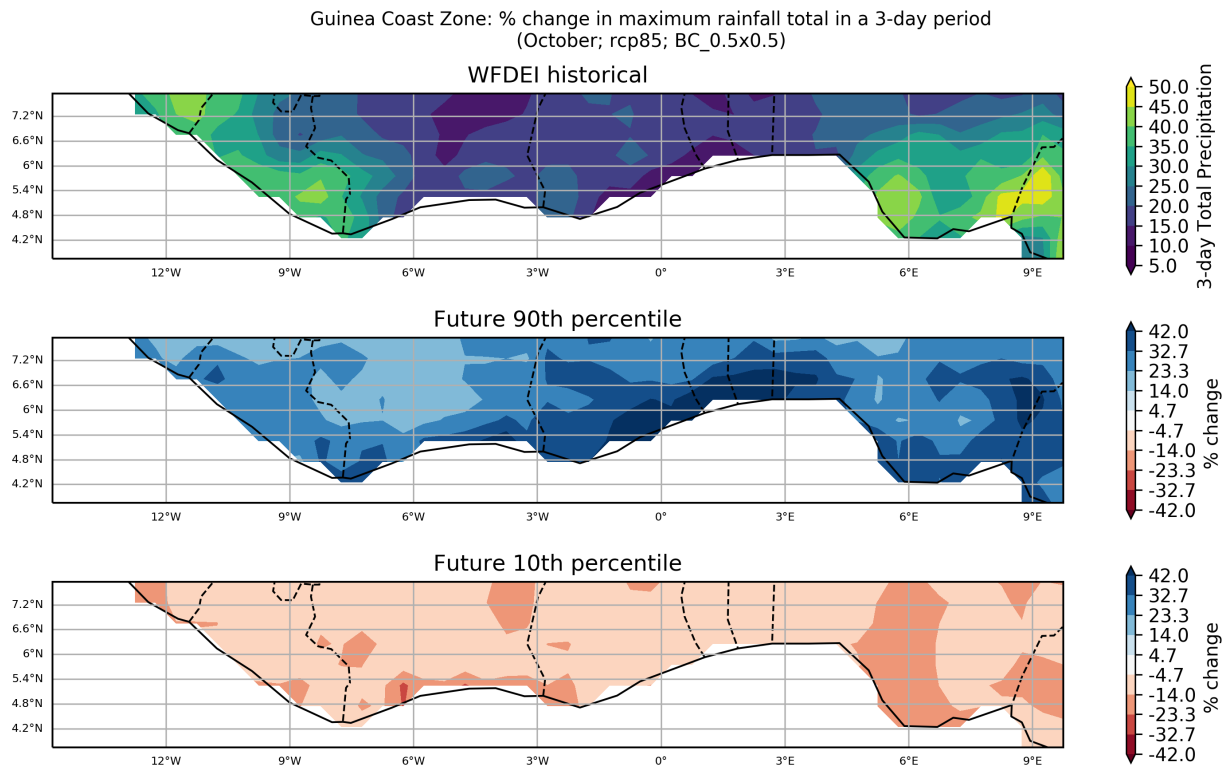 Guinea Coast Zone: % change in maximum rainfall total in a 3-day period
(October; rcp85; BC_0.5x0.5)
WFDEI historical
7.2°N
6.6°N
6°N
5.4°N
4.8°N
4.2°N
12°W 9°W 6°W 3°W 0° 3°E 6°E 9°E
50.0
45.0
40.0
35.0
30.0
25.0
20.0
15.0
10.0
5.0
3-day Total Precipitation
Future 90th percentile
7.2°N
6.6°N
6°N
5.4°N
4.8°N
4.2°N
12°W 9°W 6°W 3°W 0° 3°E 6°E 9°E
42.0
32.7
23.3
14.0
4.7
-4.7
-14.0
-23.3
-32.7
-42.0
% change
Future 10th percentile
7.2°N
6.6°N
6°N
5.4°N
4.8°N
4.2°N
12°W 9°W 6°W 3°W 0° 3°E 6°E 9°E
42.0
32.7
23.3
14.0
4.7
-4.7
-14.0
-23.3
-32.7
-42.0
% change